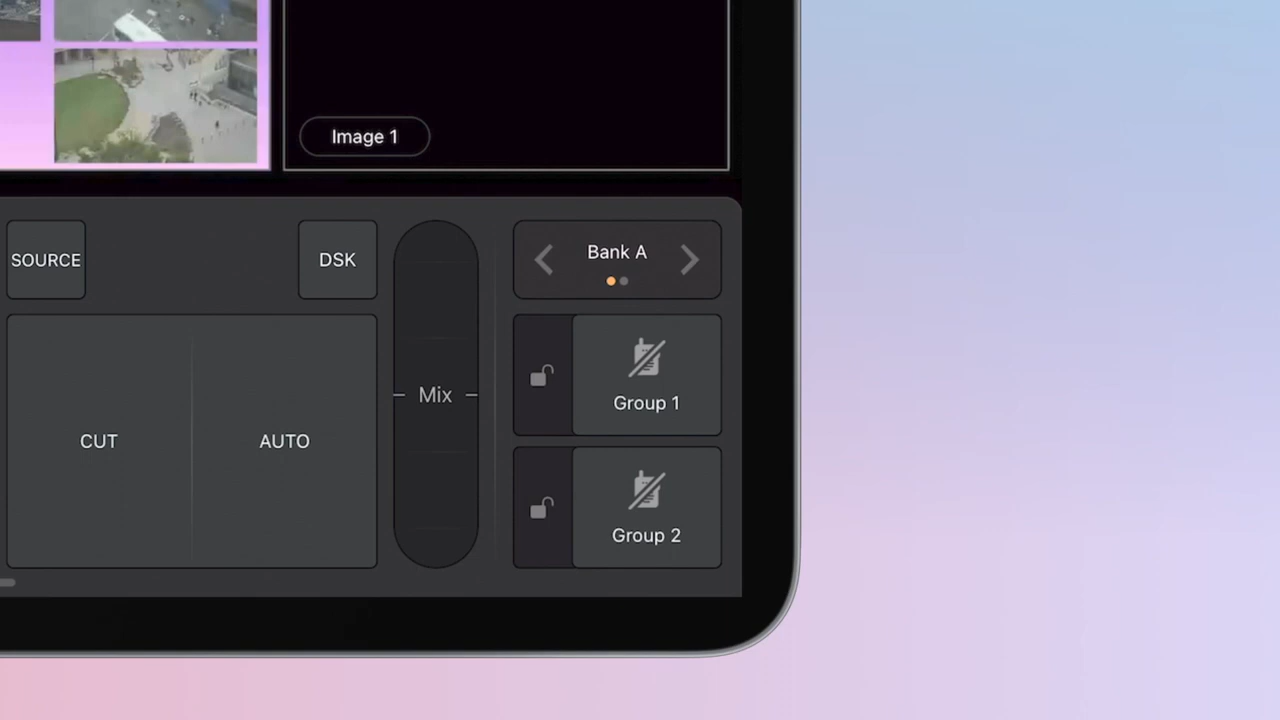 Image 1
SOURCE
DSK
Bank A
Mix
Group 1
CUT
AUTO
Group 2